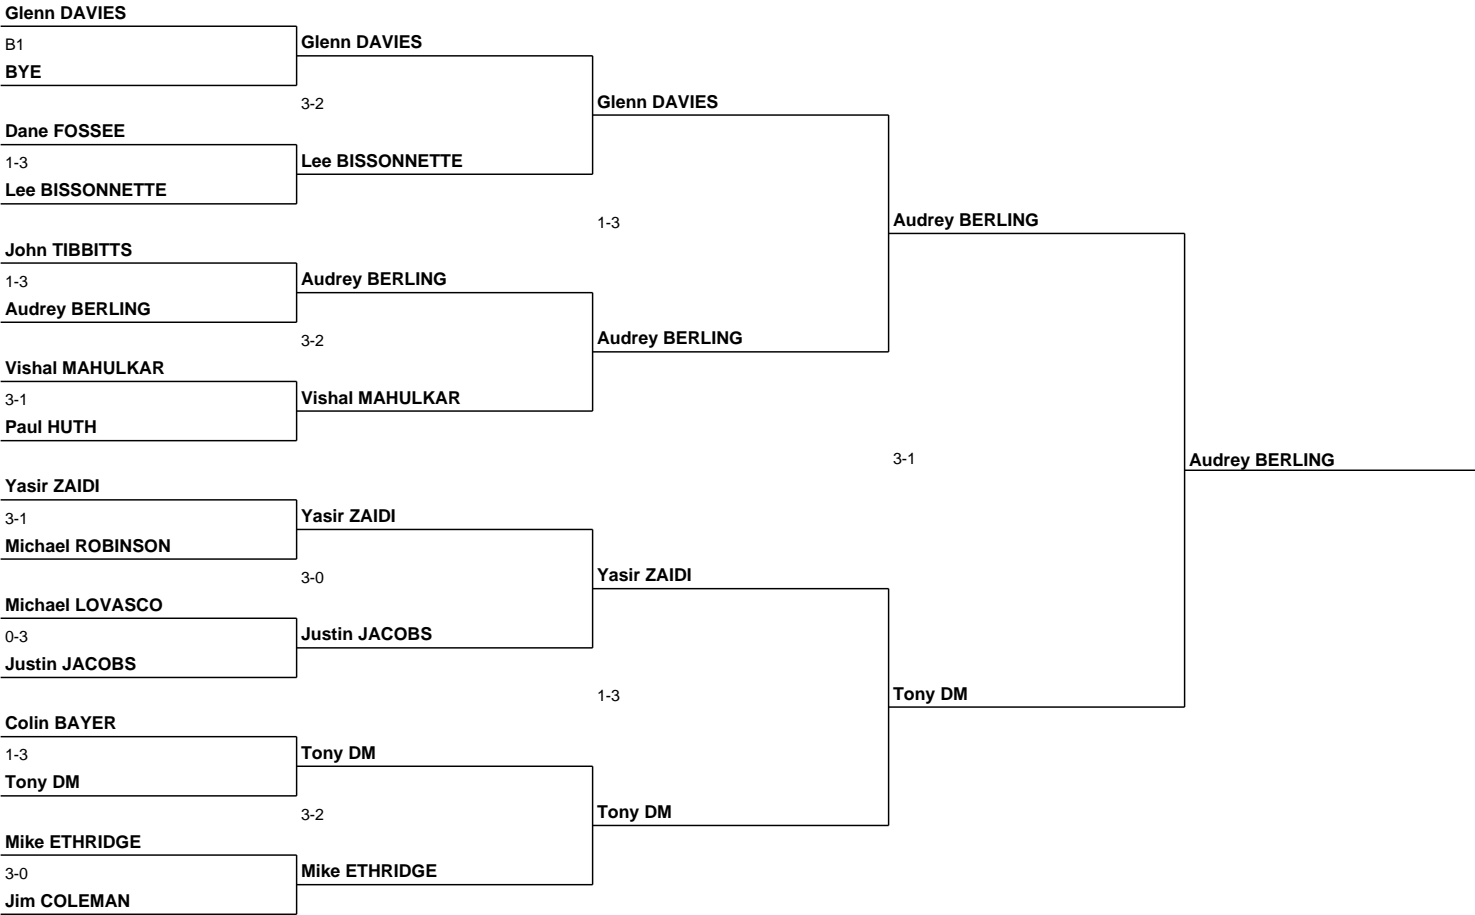 Glenn DAVIES
B1
BYE
Dane FOSSEE
1-3
Lee BISSONNETTE
John TIBBITTS
1-3
Audrey BERLING
Vishal MAHULKAR
3-1
Paul HUTH
Yasir ZAIDI
3-1
Michael ROBINSON
Michael LOVASCO
0-3
Justin JACOBS
Colin BAYER
1-3
Tony DM
Mike ETHRIDGE
3-0
Jim COLEMAN
Glenn DAVIES
3-2
Lee BISSONNETTE
Audrey BERLING
3-2
Vishal MAHULKAR
Yasir ZAIDI
3-0
Justin JACOBS
Tony DM
3-2
Mike ETHRIDGE
Glenn DAVIES
1-3
Audrey BERLING
Yasir ZAIDI
1-3
Tony DM
Audrey BERLING
3-1
Tony DM
Audrey BERLING